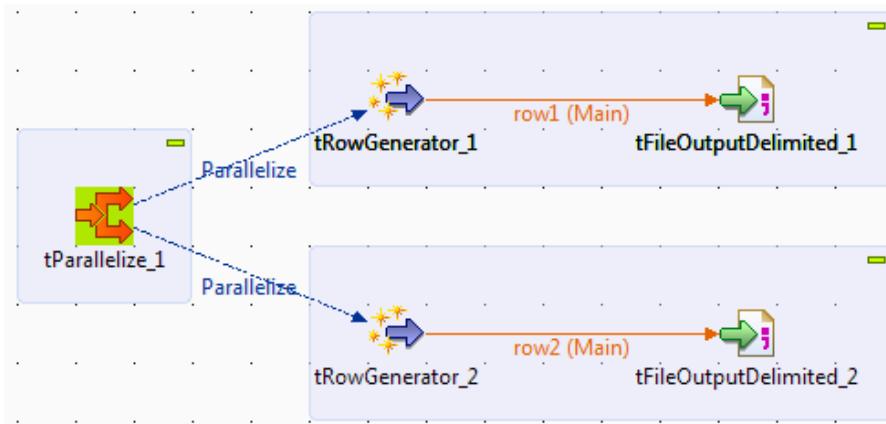 row1 (Main)
tRowGenerator_1
tFileOutputDelimited_1
Parallelize
tParallelize_1
Parallelize
row2 (Main)
tRowGenerator_2
tFileOutputDelimited_2